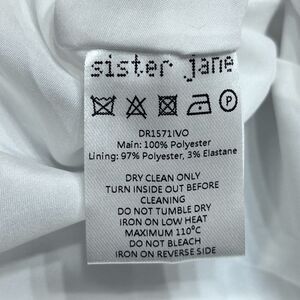 sister jane
P
DR1571IVO
Main: 100% Polyester
Lining: 97% Polyester, 3% Elastane
DRY CLEAN ONLY
TURN INSIDE OUT BEFORE
CLEANING
DO NOT TUMBLE DRY
IRON ON LOW HEAT
MAXIMUM 110°C
DO NOT BLEACH
IRON ON REVERSE SIDE